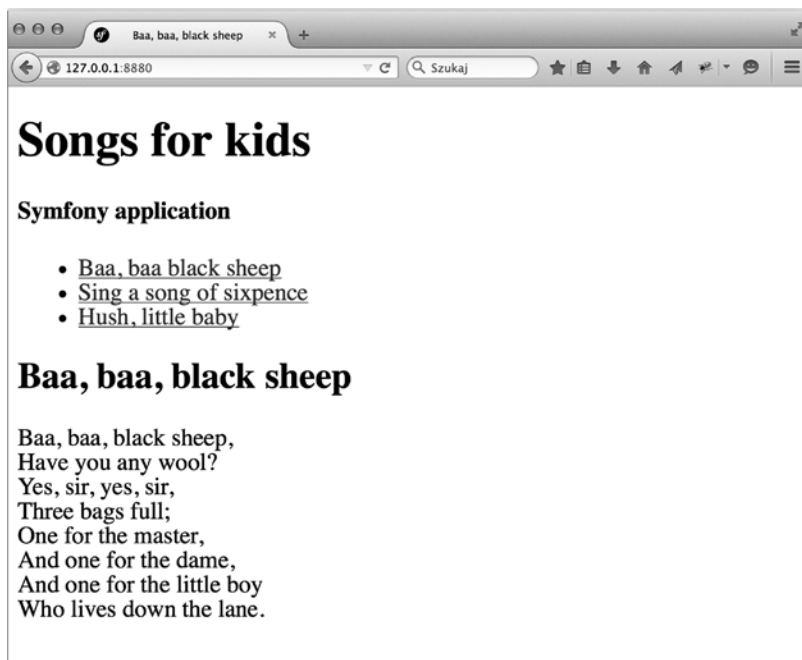 Baa, baa, black sheep
127.0.0.1:8880
Szukaj
Songs for kids
Symfony application
Baa, baa black sheep
Sing a song of sixpence
Hush, little baby
Baa, baa, black sheep
Baa, baa, black sheep,
Have you any wool?
Yes, sir, yes, sir,
Three bags full;
One for the master,
And one for the dame,
And one for the little boy
Who lives down the lane.